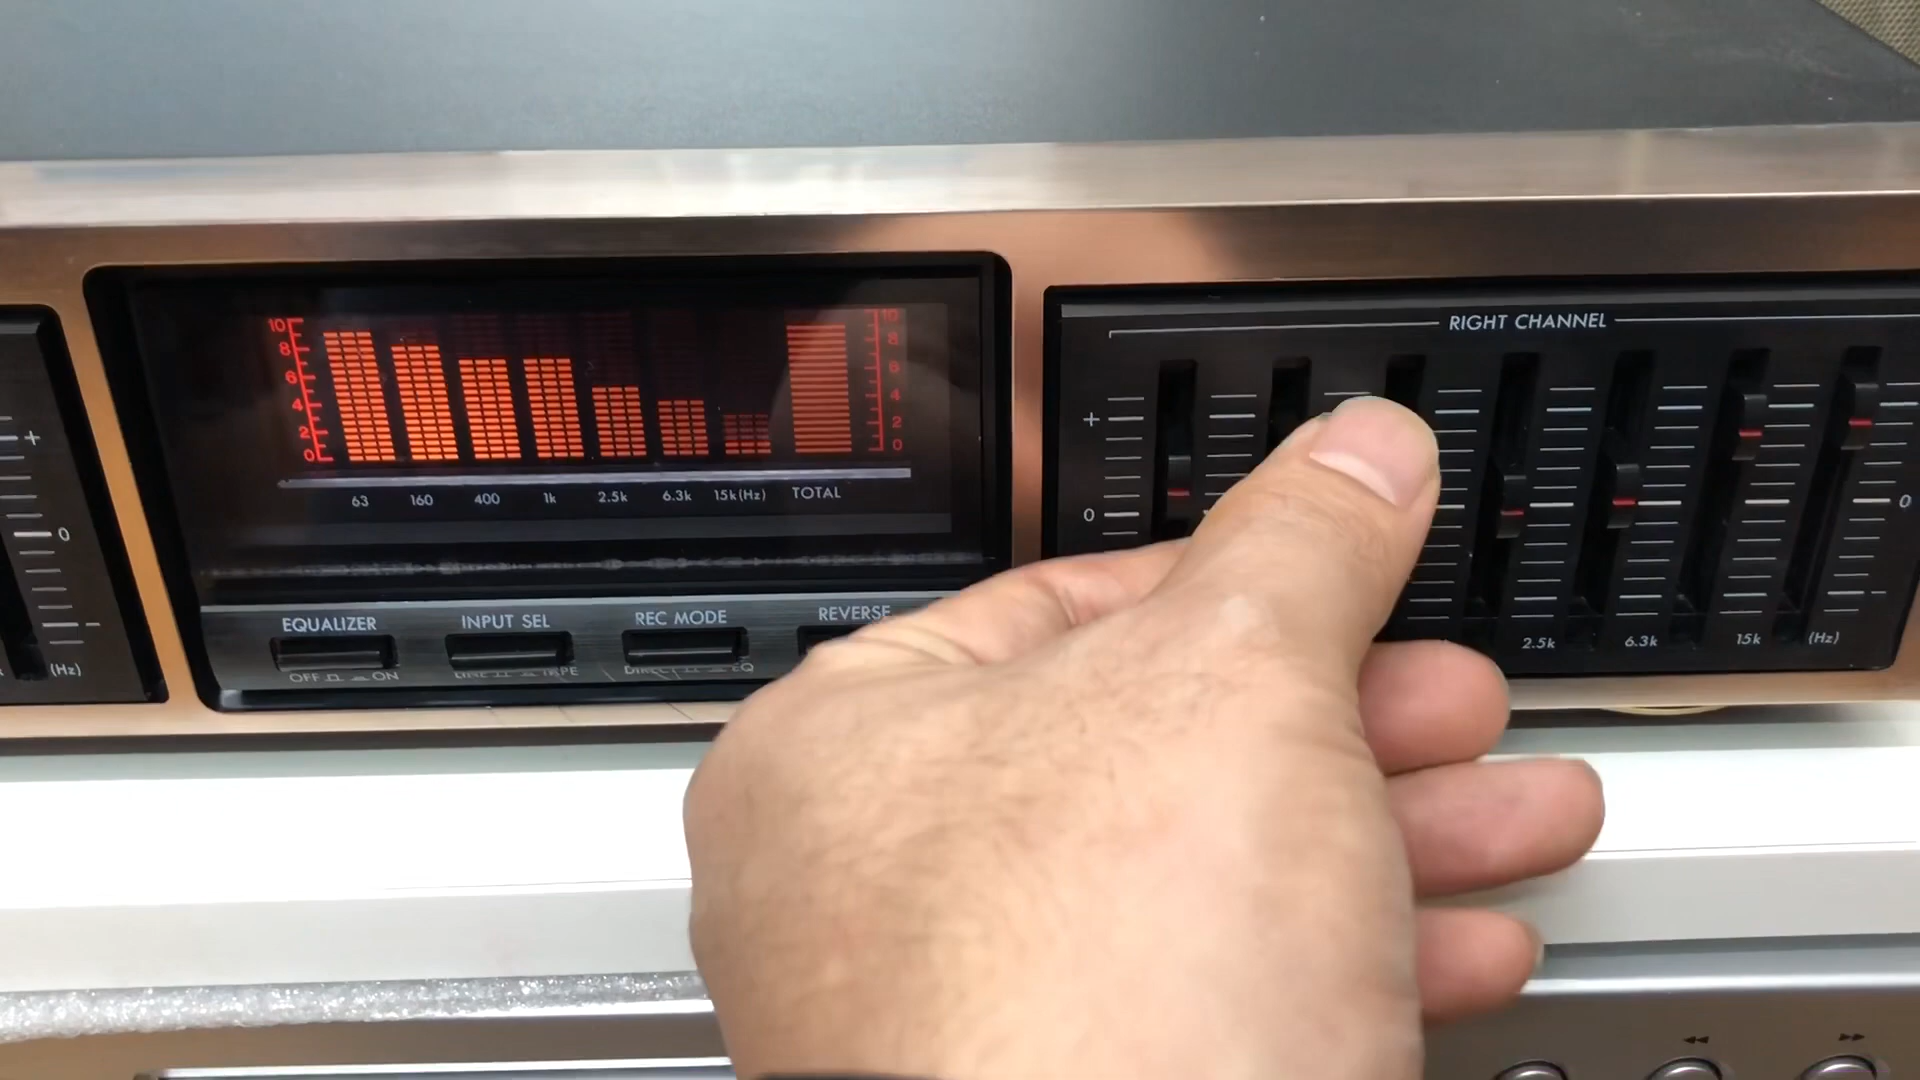 RIGHT CHANNEL
10 10
8 8
6 6
4 4
2 2
0 0
+ +
0 0 0
- -
63 160 400 1k 2.5k 6.3k 15k(Hz) TOTAL
EQUALIZER INPUT SEL REC MODE REVERSE
OFF ON
(Hz) 2.5k 6.3k 15k (Hz)